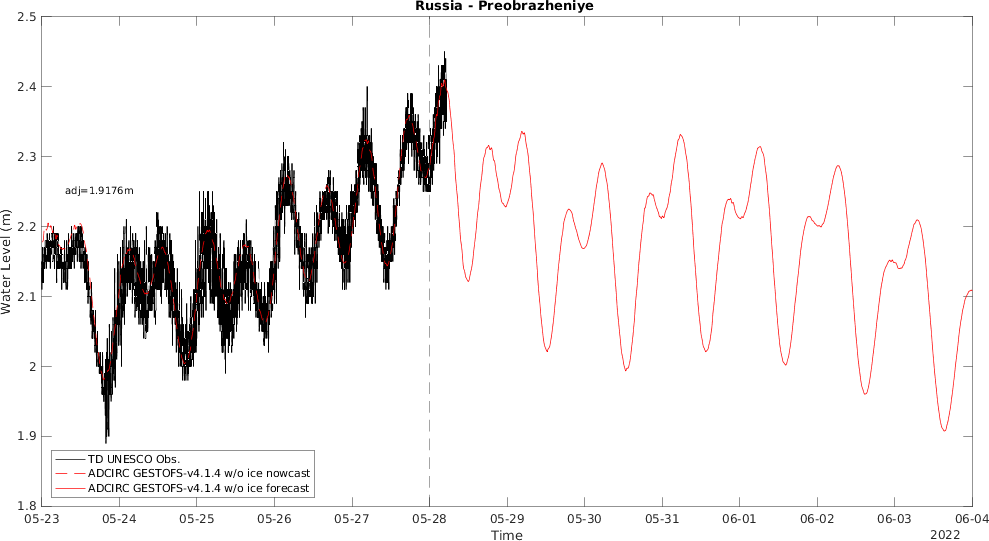 Russia - Preobrazheniye
2.5
2.4
2.3
adj=1.9176m
2.2
Water Level (m)
2.1
2
1.9
TD UNESCO Obs.
ADCIRC GESTOFS-v4.1.4 w/o ice nowcast
ADCIRC GESTOFS-v4.1.4 w/o ice forecast
1.8
05-23 05-24 05-25 05-26 05-27 05-28 05-29 05-30 05-31 06-01 06-02 06-03 06-04
Time
2022